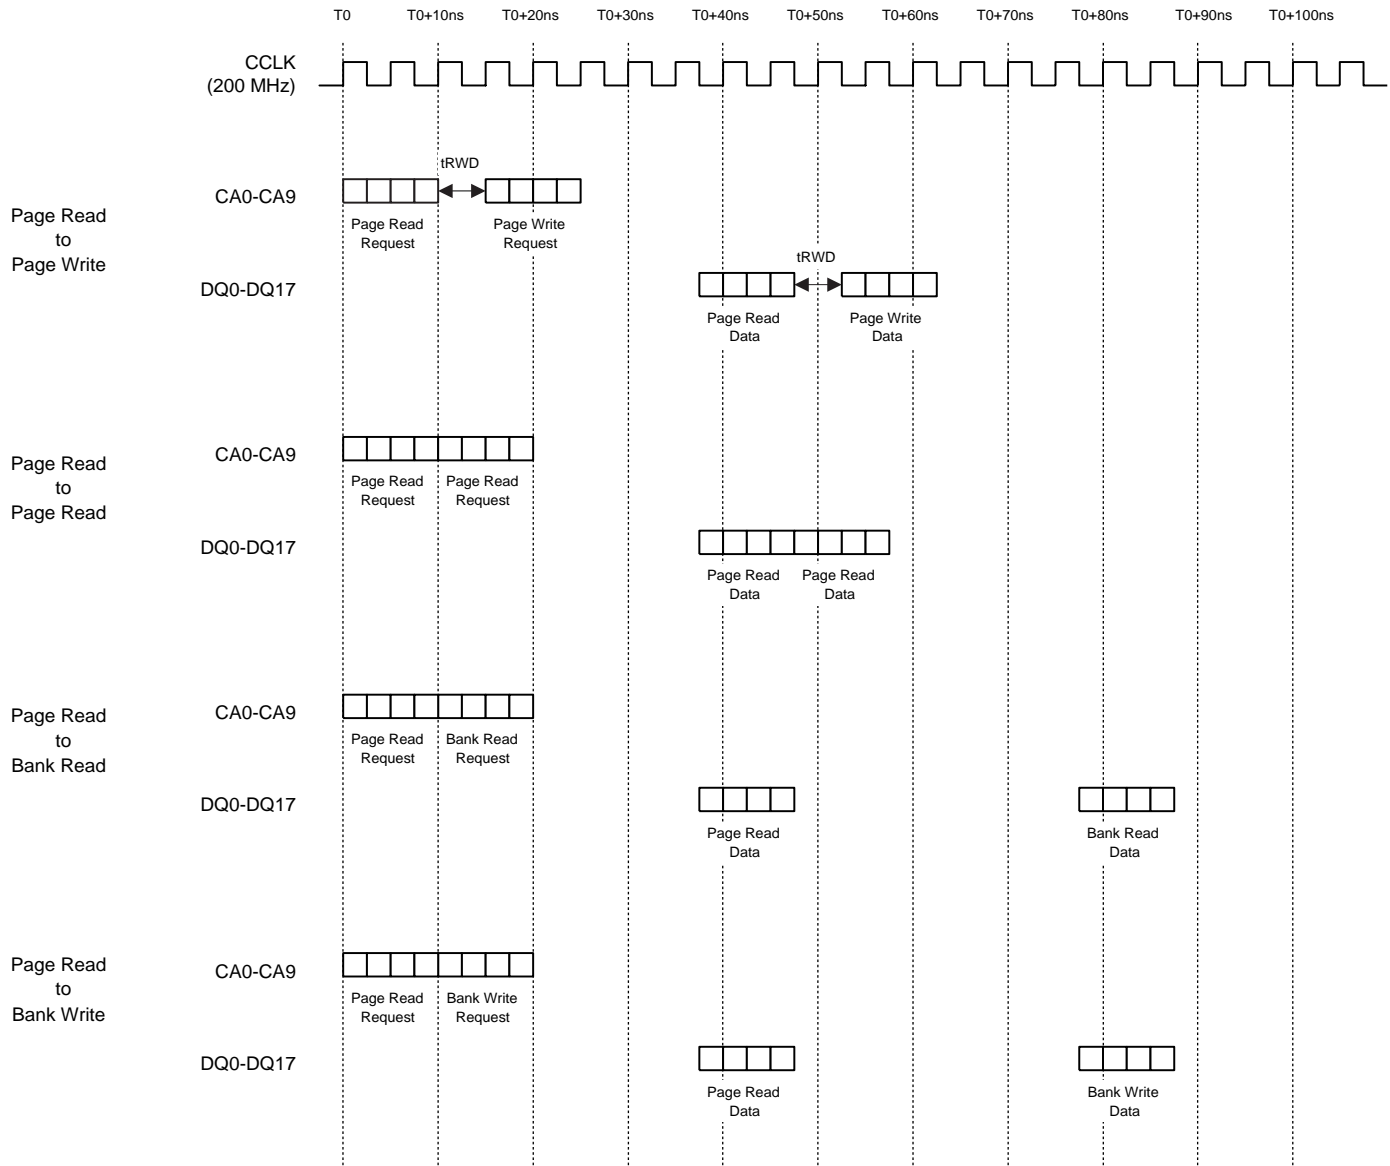 T0 T0+10ns T0+20ns T0+30ns T0+40ns T0+50ns T0+60ns T0+70ns T0+80ns T0+90ns T0+100ns
CCLK
(200 MHz)
Page Read
to
Page Write
CA0-CA9
tRWD
Page Read
Request
Page Write
Request
DQ0-DQ17
tRWD
Page Read
Data
Page Write
Data
Page Read
to
Page Read
CA0-CA9
Page Read
Request
Page Read
Request
DQ0-DQ17
Page Read
Data
Page Read
Data
Page Read
to
Bank Read
CA0-CA9
Page Read
Request
Bank Read
Request
DQ0-DQ17
Page Read
Data
Bank Read
Data
Page Read
to
Bank Write
CA0-CA9
Page Read
Request
Bank Write
Request
DQ0-DQ17
Page Read
Data
Bank Write
Data